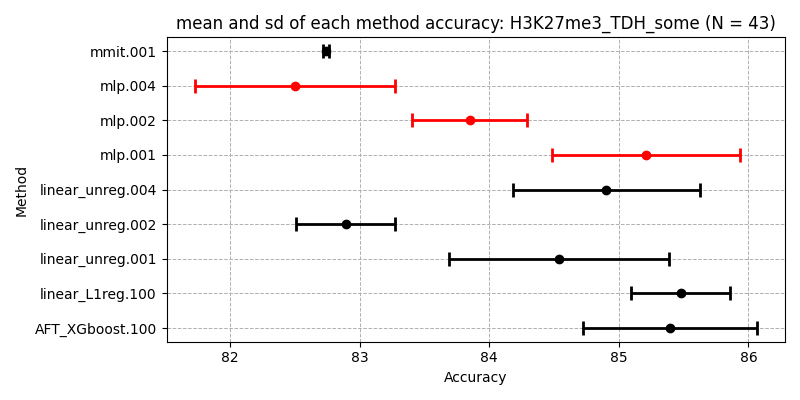 mean and sd of each method accuracy: H3K27me3_TDH_some (N = 43)
mmit.001
mlp.004
mlp.002
mlp.001
linear_unreg.004
linear_unreg.002
linear_unreg.001
linear_L1reg.100
AFT_XGboost.100
Method
82 83 84 85 86
Accuracy